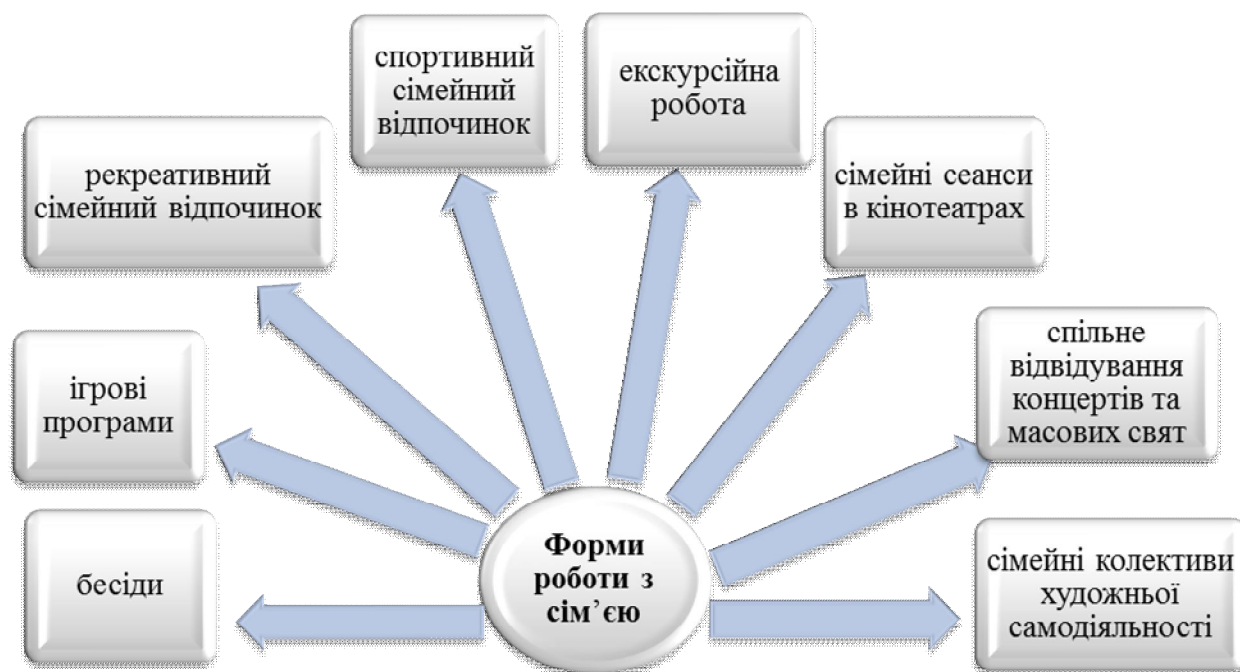 спортивний
сімейний
відпочинок
екскурсійна
робота
рекреативний
сімейний відпочинок
сімейні сеанси
в кінотеатрах
ігрові
програми
спільне
відвідування
концертів та
масових свят
бесіди
Форми
роботи з
сім’єю
сімейні колективи
художньої
самодіяльності